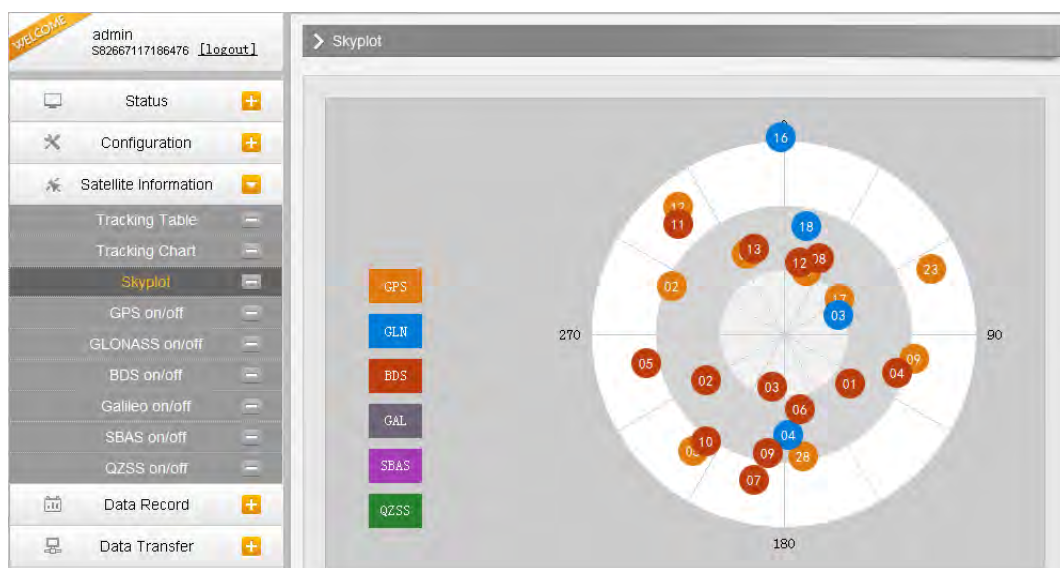 WELCOME
admin
S82667117186476 [logout]
Skyplot
Status
Configuration
Satellite Information
Tracking Table
Tracking Chart
Skyplot
GPS on/off
GLONASS on/off
BDS on/off
Galileo on/off
SBAS on/off
QZSS on/off
Data Record
Data Transfer
GPS
GLN
BDS
GAL
SBAS
QZSS
16
12
11
18
13
12
08
23
02
17
03
270
90
05
02
03
01
04
09
06
04
10
09
28
07
180